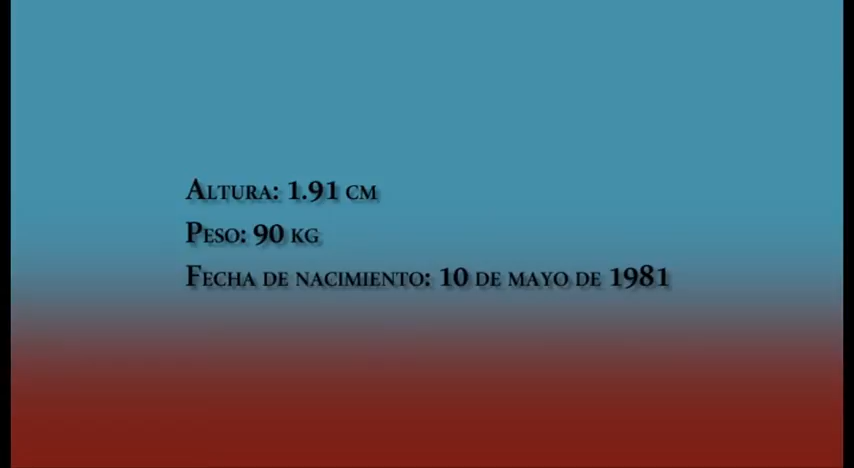 Altura: 1.91 cm
Peso: 90 kg
Fecha de nacimiento: 10 de mayo de 1981